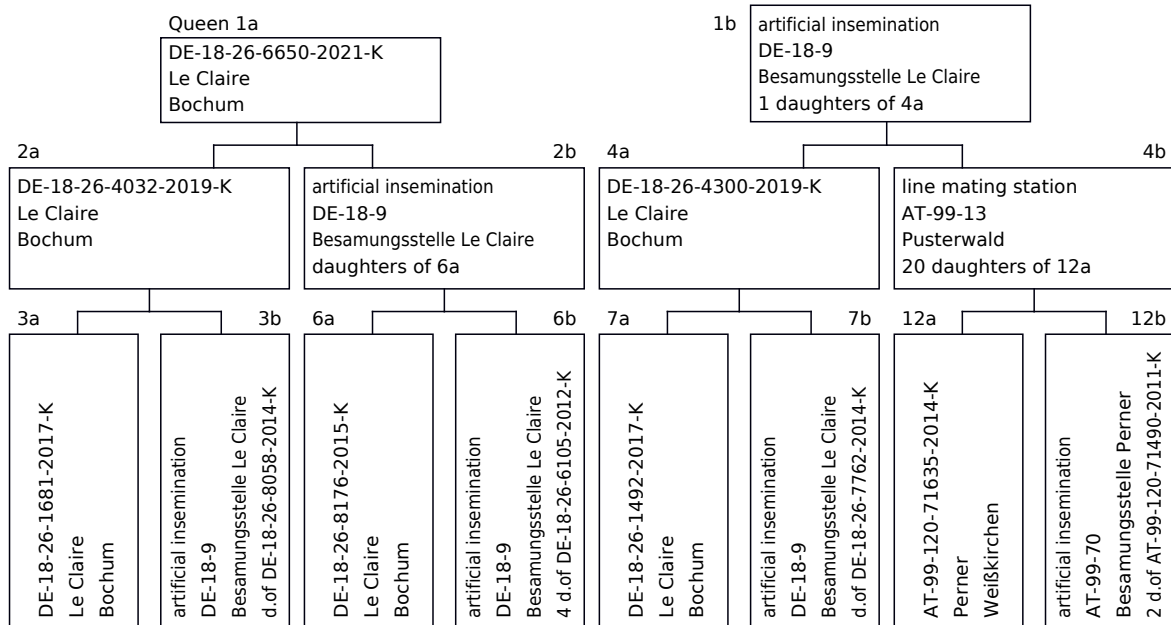 Queen 1a
DE-18-26-6650-2021-K
Le Claire
Bochum
1b
artificial insemination
DE-18-9
Besamungsstelle Le Claire
1 daughters of 4a
2a
DE-18-26-4032-2019-K
Le Claire
Bochum
2b
artificial insemination
DE-18-9
Besamungsstelle Le Claire
daughters of 6a
4a
DE-18-26-4300-2019-K
Le Claire
Bochum
4b
line mating station
AT-99-13
Pusterwald
20 daughters of 12a
3a
DE-18-26-1681-2017-K
Le Claire
Bochum
3b
artificial insemination
DE-18-9
Besamungsstelle Le Claire
d.of DE-18-26-8058-2014-K
6a
DE-18-26-8176-2015-K
Le Claire
Bochum
6b
artificial insemination
DE-18-9
Besamungsstelle Le Claire
4 d.of DE-18-26-6105-2012-K
7a
DE-18-26-1492-2017-K
Le Claire
Bochum
7b
artificial insemination
DE-18-9
Besamungsstelle Le Claire
d.of DE-18-26-7762-2014-K
12a
AT-99-120-71635-2014-K
Perner
Weißkirchen
12b
artificial insemination
AT-99-70
Besamungsstelle Perner
2 d.of AT-99-120-71490-2011-K